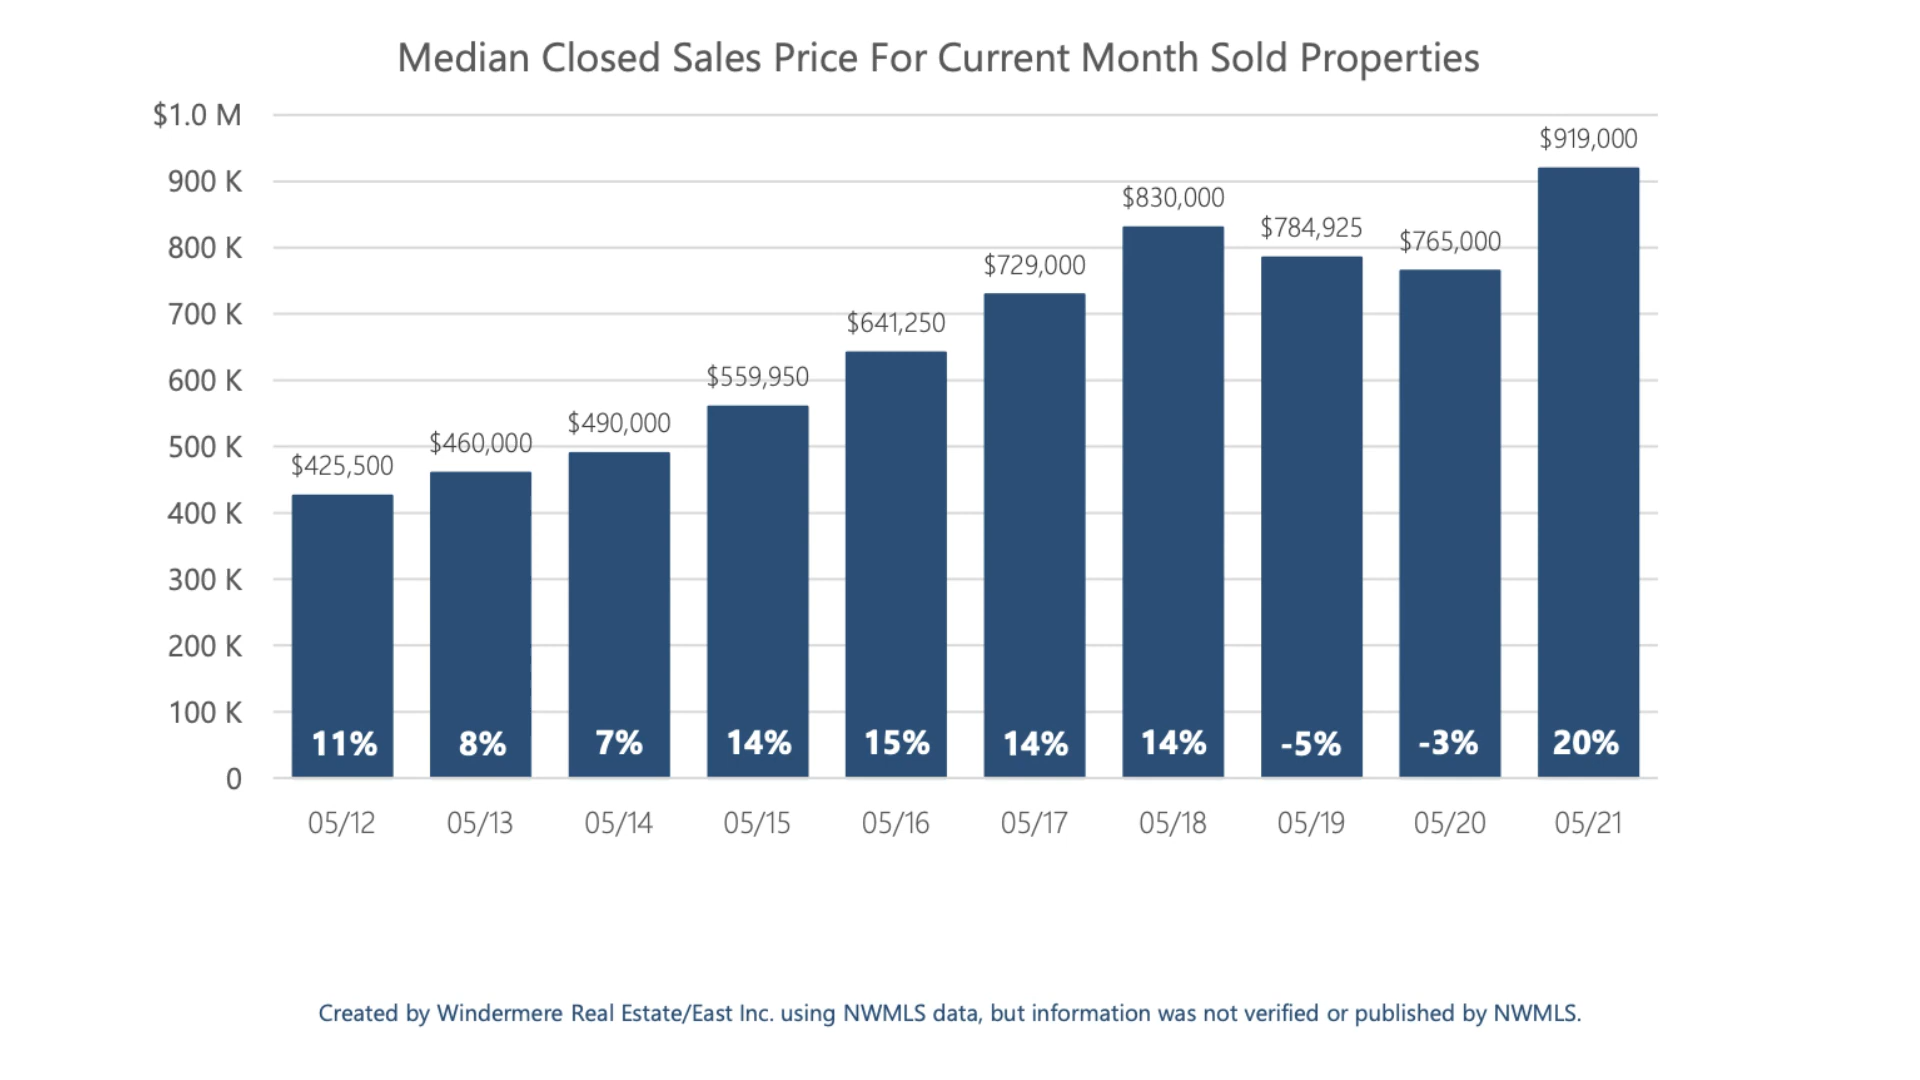 Median Closed Sales Price For Current Month Sold Properties
$1.0 M
900 K
800 K
700 K
600 K
500 K
400 K
300 K
200 K
100 K
0
$425,500
$460,000
$490,000
$559,950
$641,250
$729,000
$830,000
$784,925
$765,000
$919,000
11% 8% 7% 14% 15% 14% 14% -5% -3% 20%
05/12 05/13 05/14 05/15 05/16 05/17 05/18 05/19 05/20 05/21
Created by Windermere Real Estate/East Inc. using NWMLS data, but information was not verified or published by NWMLS.